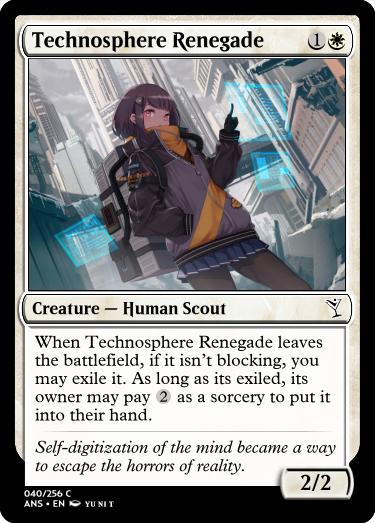 Technosphere Renegade 1
Creature — Human Scout
When Technosphere Renegade leaves
the battlefield, if it isn't blocking, you
may exile it. As long as its exiled, its
owner may pay 2 as a sorcery to put it
into their hand.
Self-digitization of the mind became a way
to escape the horrors of reality.
2/2
040/256 C
ANS • EN YUNIT